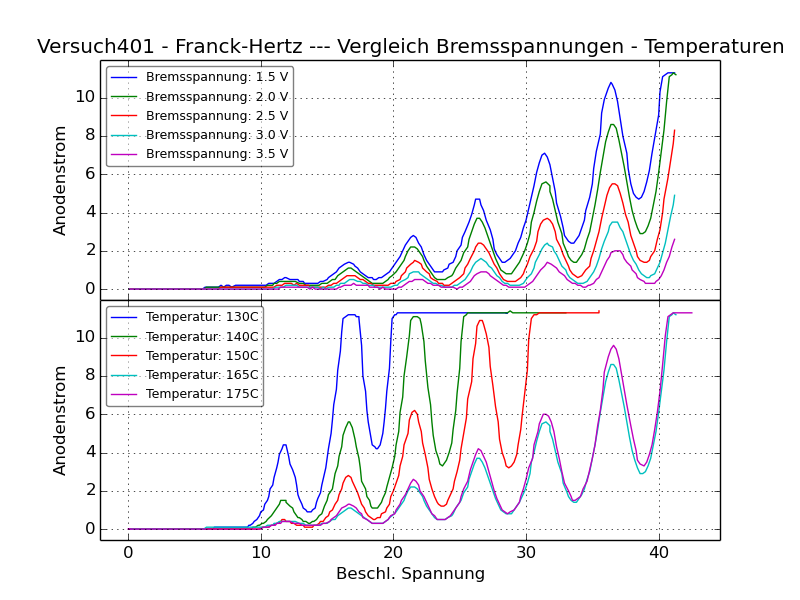 Versuch401 - Franck-Hertz --- Vergleich Bremsspannungen - Temperaturen
Anodenstrom
10
8
6
4
2
0
Bremsspannung: 1.5 V
Bremsspannung: 2.0 V
Bremsspannung: 2.5 V
Bremsspannung: 3.0 V
Bremsspannung: 3.5 V
Anodenstrom
10
8
6
4
2
0
Temperatur: 130C
Temperatur: 140C
Temperatur: 150C
Temperatur: 165C
Temperatur: 175C
0 10 20 30 40
Beschl. Spannung